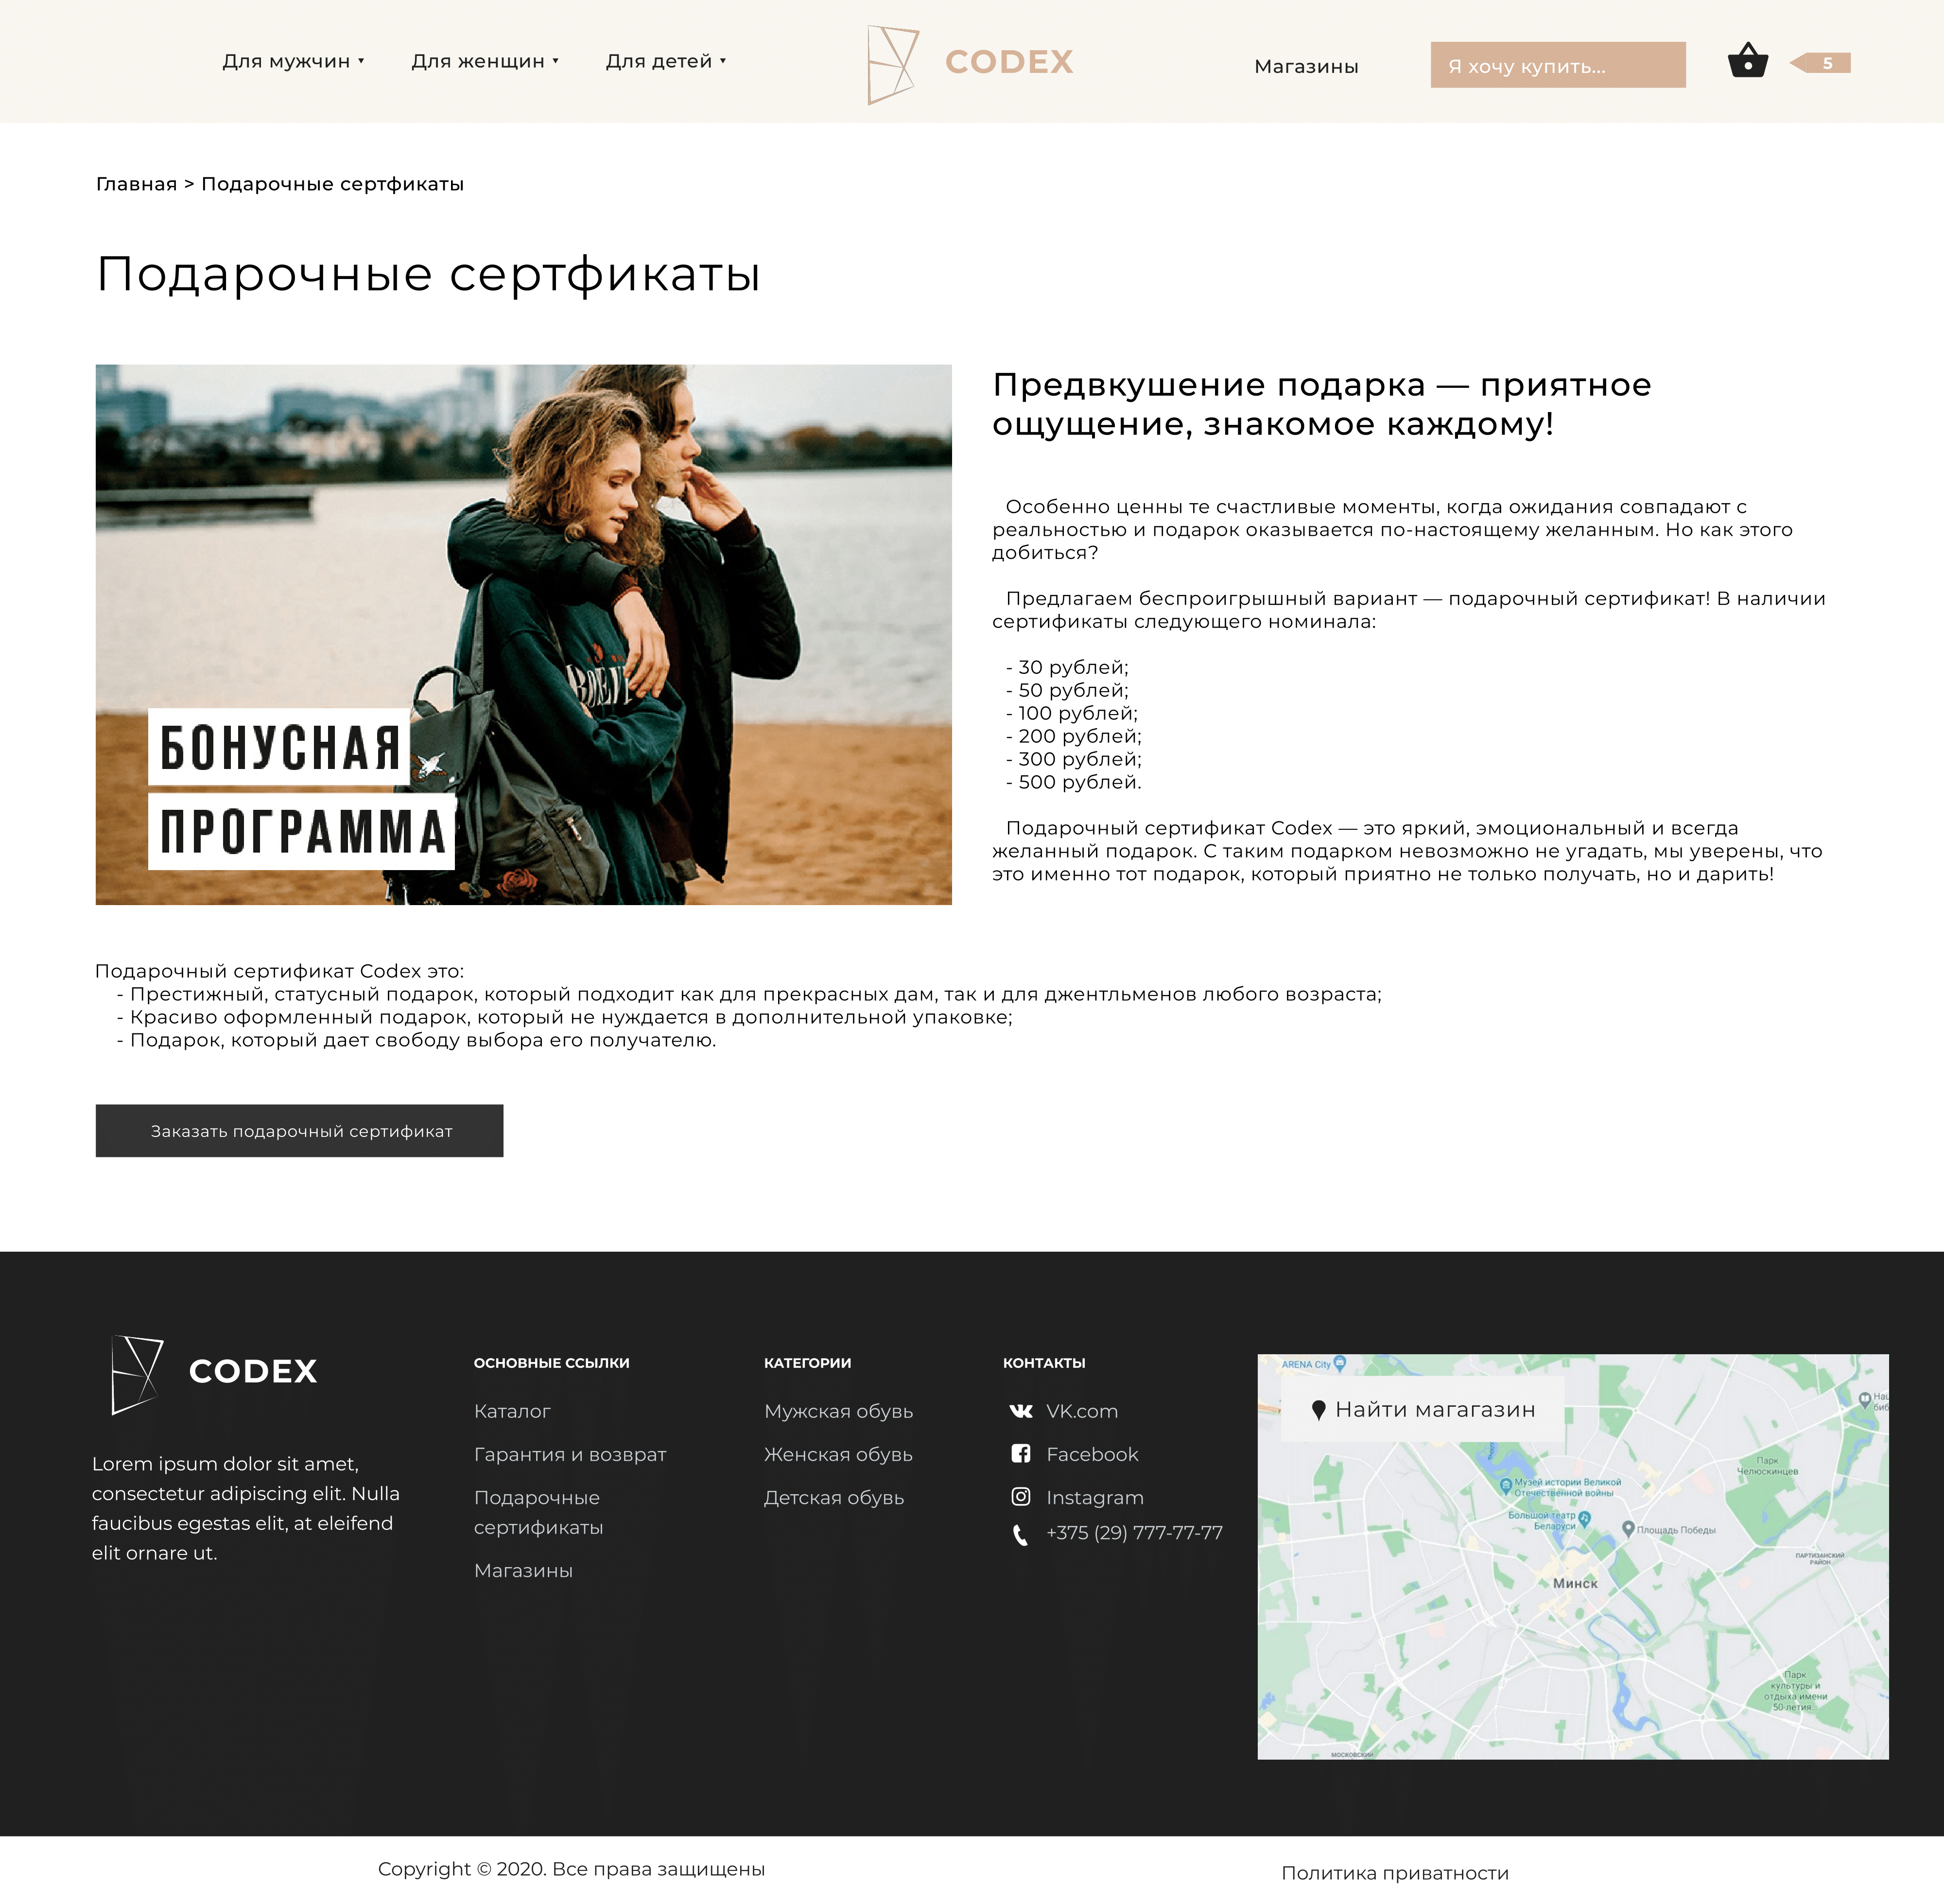 Для мужчин
Для женщин
Для детей
CODEX
Магазины
Я хочу купить...
5
Главная > Подарочные сертфикаты
Подарочные сертфикаты
БОНУСНАЯ
ПРОГРАММА
Предвкушение подарка — приятное
ощущение, знакомое каждому!
Особенно ценны те счастливые моменты, когда ожидания совпадают с
реальностью и подарок оказывается по-настоящему желанным. Но как этого
добиться?
Предлагаем беспроигрышный вариант — подарочный сертификат! В наличии
сертификаты следующего номинала:
- 30 рублей;
- 50 рублей;
- 100 рублей;
- 200 рублей;
- 300 рублей;
- 500 рублей.
Подарочный сертификат Codex — это яркий, эмоциональный и всегда
желанный подарок. С таким подарком невозможно не угадать, мы уверены, что
это именно тот подарок, который приятно не только получать, но и дарить!
Подарочный сертификат Codex это:
- Престижный, статусный подарок, который подходит как для прекрасных дам, так и для джентльменов любого возраста;
- Красиво оформленный подарок, который не нуждается в дополнительной упаковке;
- Подарок, который дает свободу выбора его получателю.
Заказать подарочный сертификат
CODEX
Lorem ipsum dolor sit amet,
consectetur adipiscing elit. Nulla
faucibus egestas elit, at eleifend
elit ornare ut.
ОСНОВНЫЕ ССЫЛКИ
Каталог
Гарантия и возврат
Подарочные
сертификаты
Магазины
КАТЕГОРИИ
Мужская обувь
Женская обувь
Детская обувь
КОНТАКТЫ
VK.com
Facebook
Instagram
+375 (29) 777-77-77
ARENA City
Найти магагазин
Парк
Челюскинцев
Музей истории Великой
Отечественной войны
Большой театр
Беларуси
Площадь Победы
ПАРТИЗАНСКИЙ
РАЙОН
Минск
Парк
культуры и
отдыха имени
50-летия
МОСКОВСКИЙ
Copyright © 2020. Все права защищены
Политика приватности